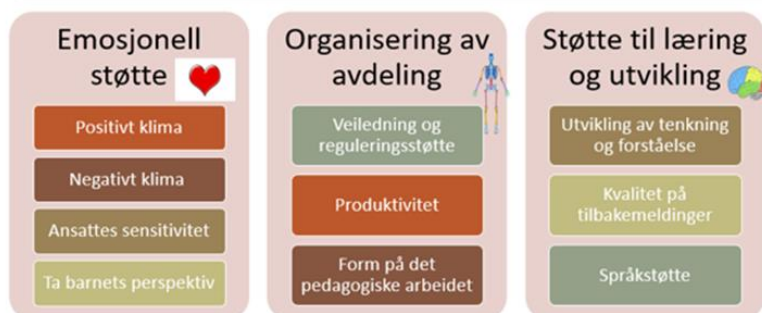 Emosjonell
støtte
Positivt klima
Negativt klima
Ansattes sensitivitet
Ta barnets perspektiv
Organisering av
avdeling
Veiledning og
reguleringsstøtte
Produktivitet
Form på det
pedagogiske arbeidet
Støtte til læring
og utvikling
Utvikling av tenkning
og forståelse
Kvalitet på
tilbakemeldinger
Språkstøtte